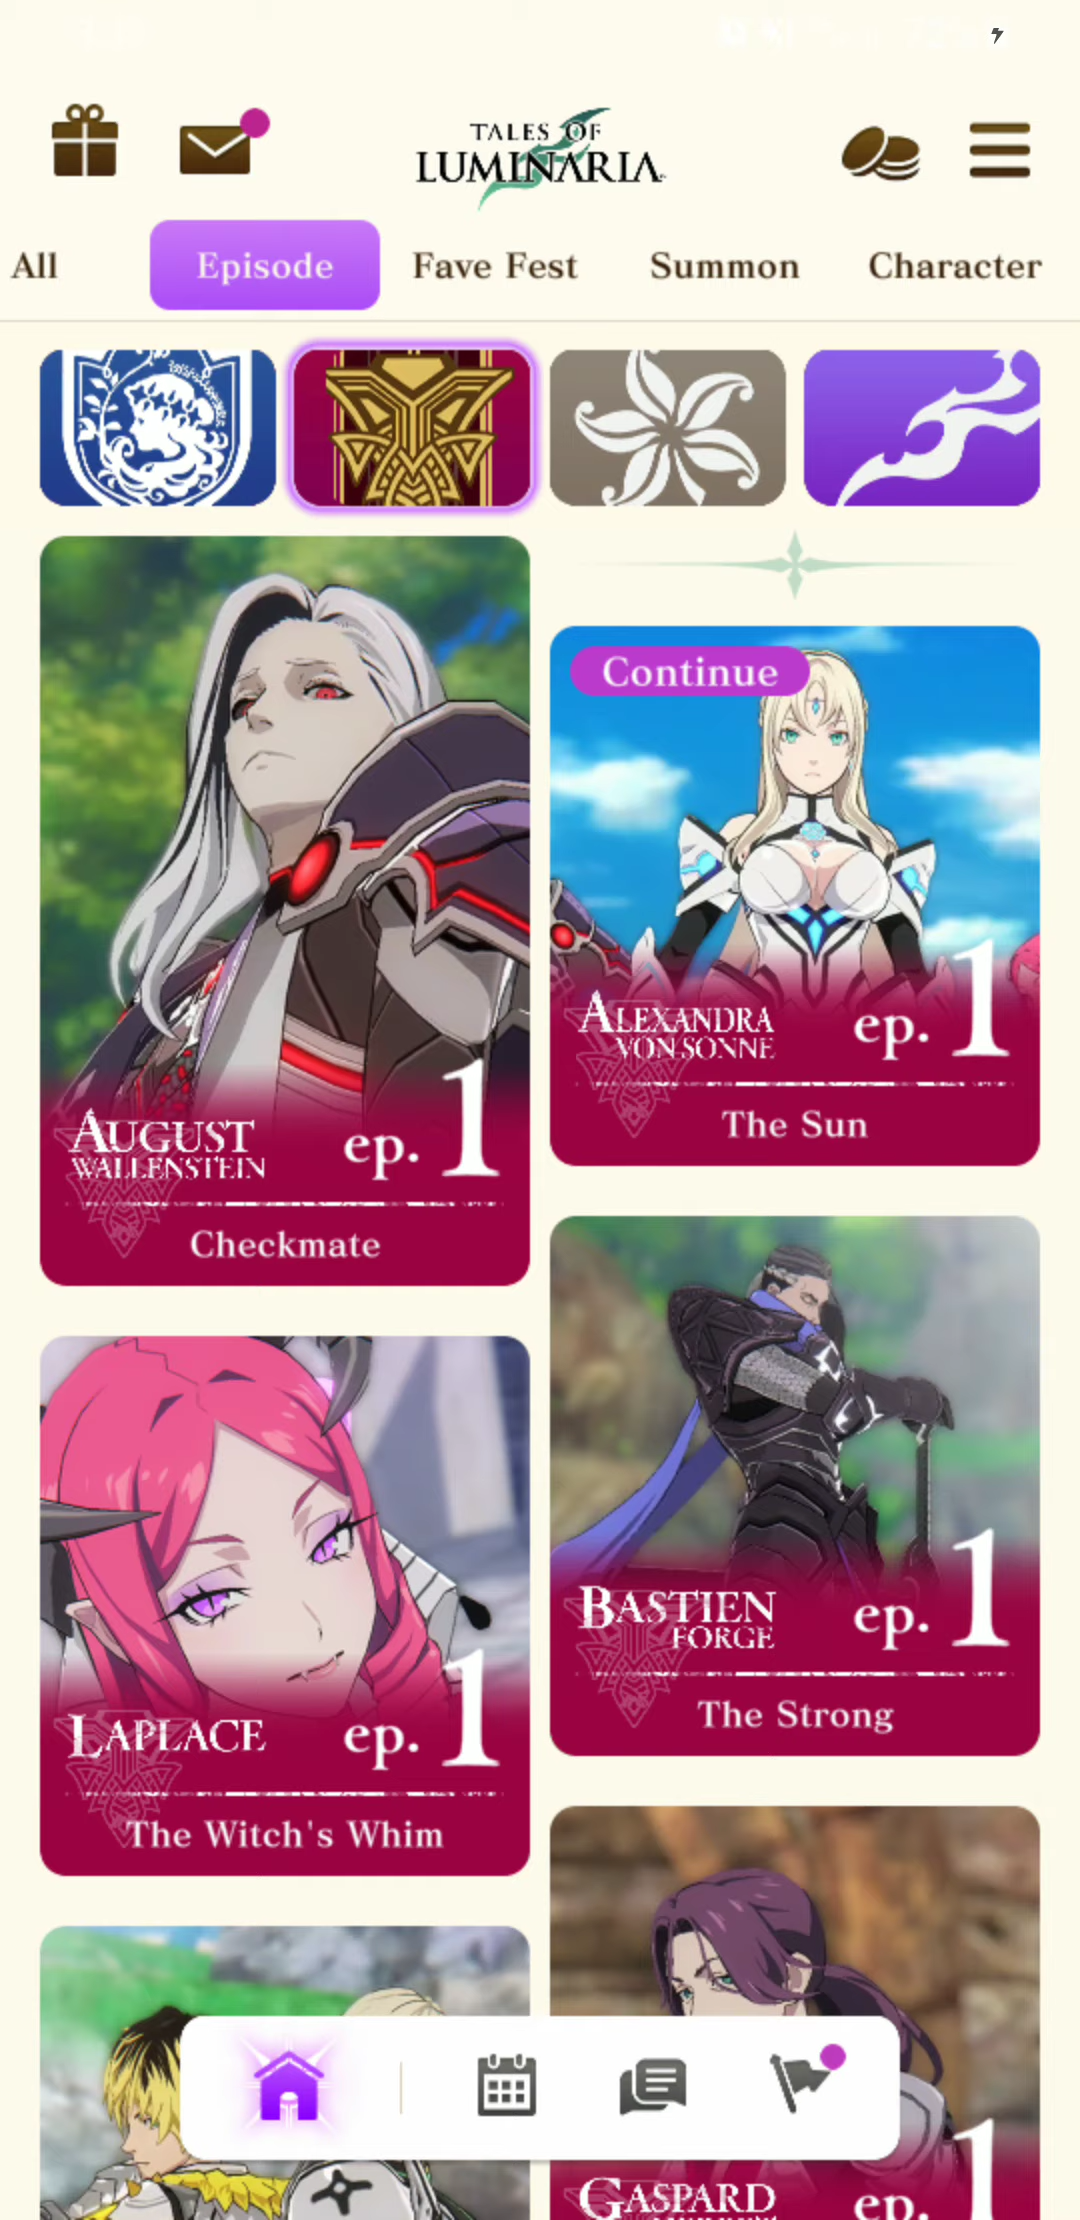 TALES OF
LUMINARIA
All
Episode
Fave Fest
Summon
Character
AUGUST
WALLENSTEIN
ep. 1
Checkmate
Continue
ALEXANDRA
VON SONNE
ep. 1
The Sun
LAPLACE
ep. 1
The Witch's Whim
BASTIEN
FORGE
ep. 1
The Strong
GASPARD
ep. 1